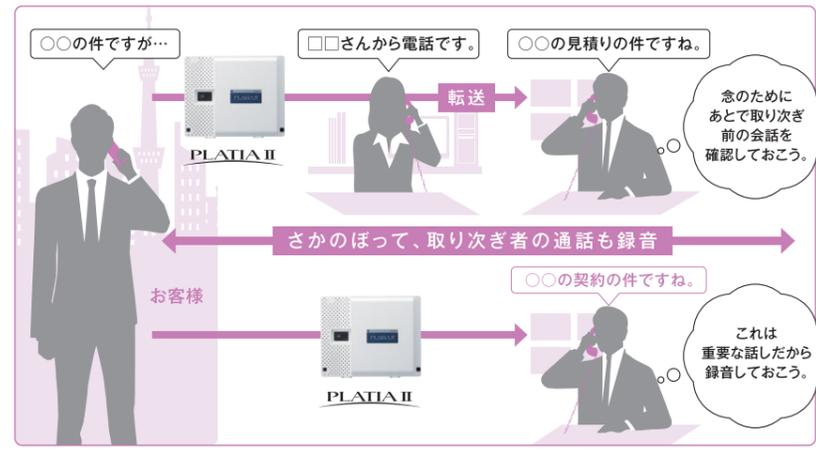 ○○の件ですが…
□□さんから電話です。
○○の見積りの件ですね。
転送
念のために
あとで取り次ぎ
前の会話を
確認しておこう。
PLATIA II
さかのぼって、取り次ぎ者の通話も録音
お客様
○○の契約の件ですね。
これは
重要な話しだから
録音しておこう。
PLATIA II